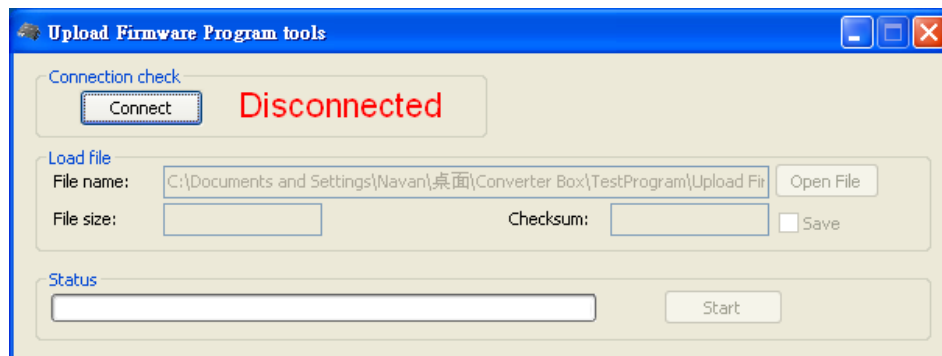 Upload Firmware Program tools
Connection check
Connect Disconnected
Load file
File name: C:\Documents and Settings\Navan\桌面\Converter Box\TestProgram\Upload Fir Open File
File size: Checksum: Save
Status
Start